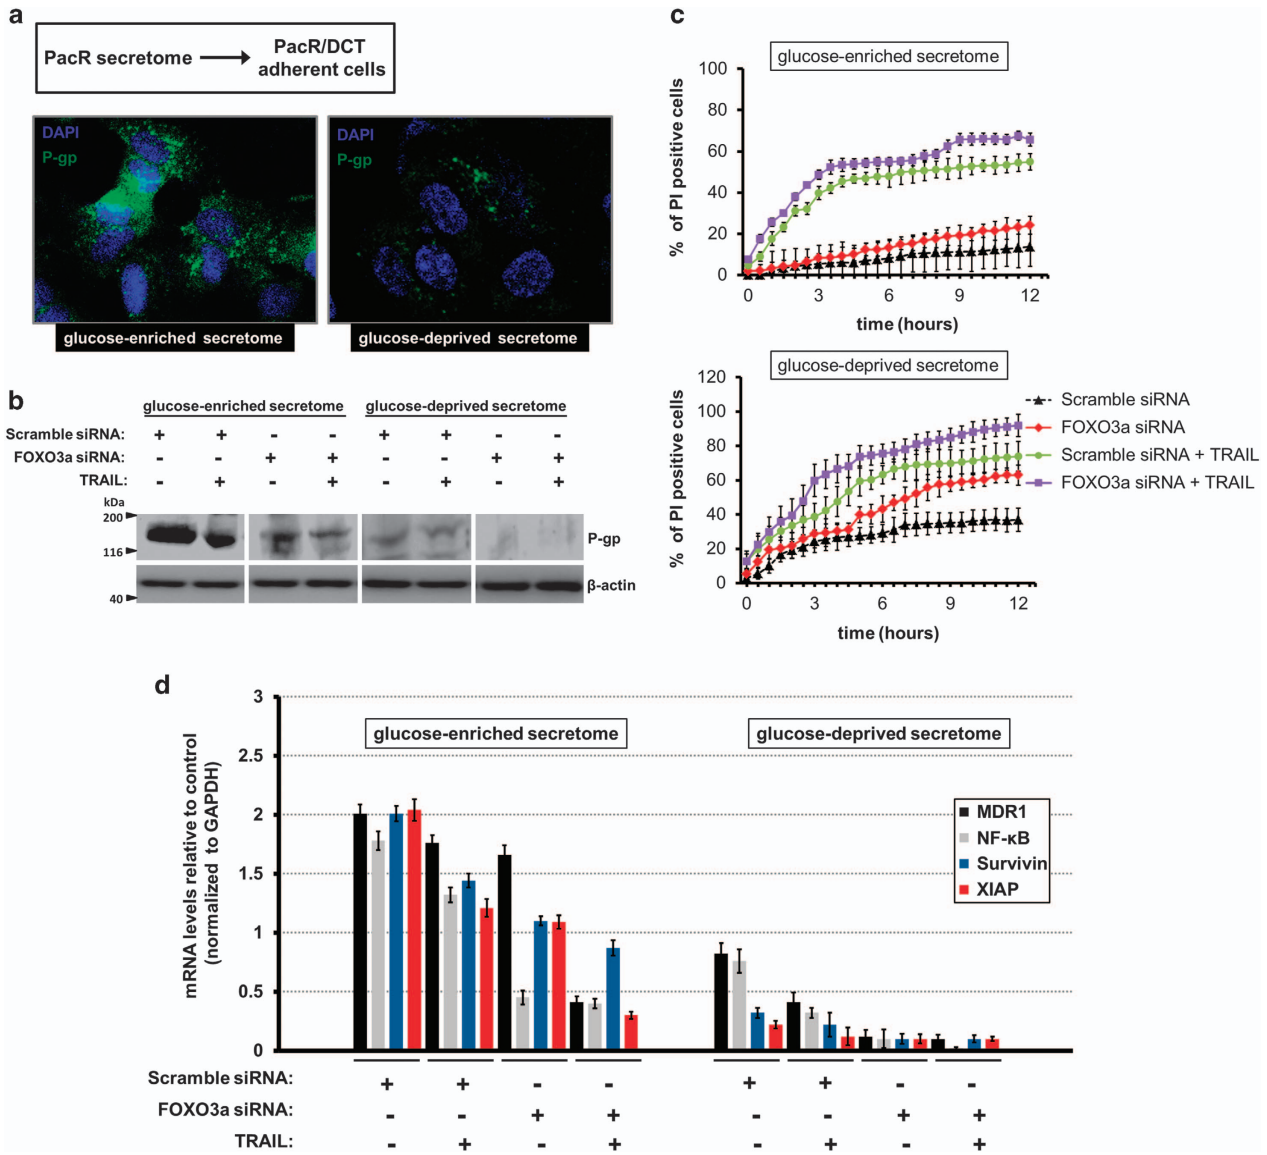 a
PacR secretome
PacR/DCT
adherent cells
DAPI
P-gp
DAPI
P-gp
glucose-enriched secretome
glucose-deprived secretome
b
glucose-enriched secretome
glucose-deprived secretome
Scramble siRNA: + + - - + + - -
FOXO3a siRNA: - - + + - - + +
TRAIL: - + - + - + - +
kDa
200
116
P-gp
40
β-actin
c
glucose-enriched secretome
% of PI positive cells
100
80
60
40
20
0
0 3 6 9 12
time (hours)
glucose-deprived secretome
% of PI positive cells
120
100
80
60
40
20
0
0 3 6 9 12
time (hours)
Scramble siRNA
FOXO3a siRNA
Scramble siRNA + TRAIL
FOXO3a siRNA + TRAIL
d
mRNA levels relative to control
(normalized to GAPDH)
3
2.5
2
1.5
1
0.5
0
glucose-enriched secretome
glucose-deprived secretome
MDR1
NF-κB
Survivin
XIAP
Scramble siRNA: + + - - + + - -
FOXO3a siRNA: - - + + - - + +
TRAIL: - + - + - + - +